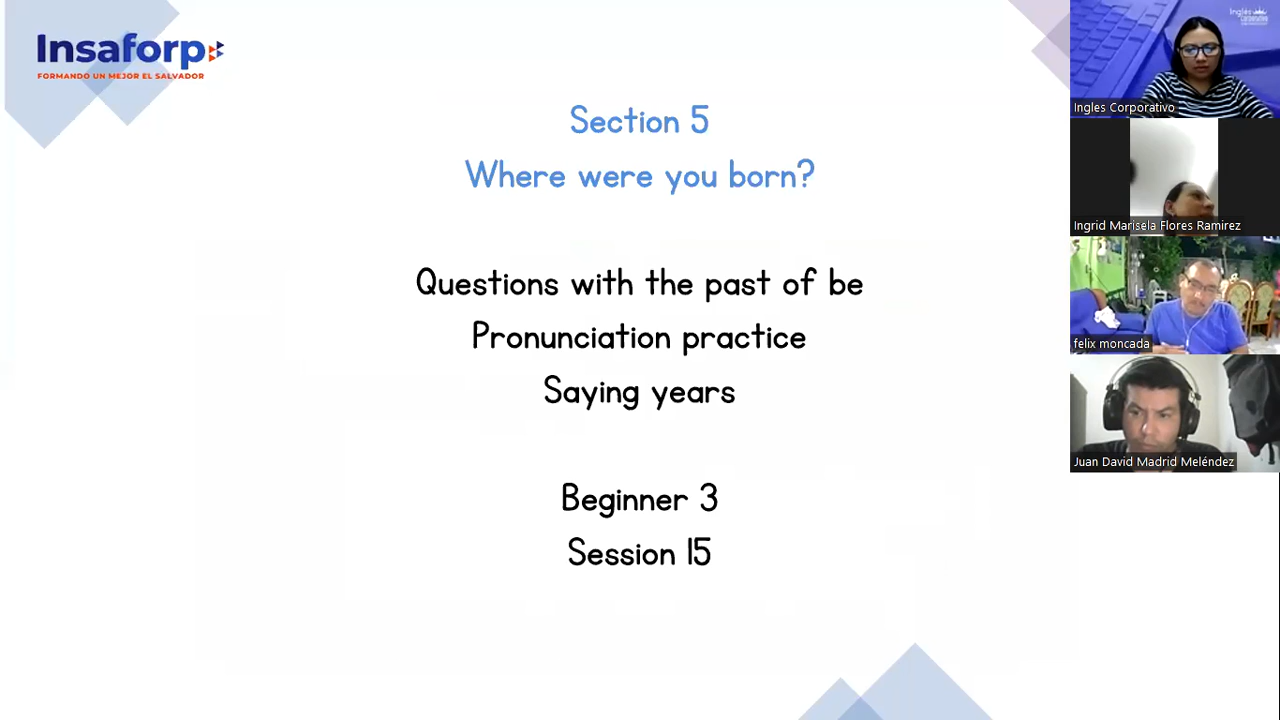 Insaforp
FORMANDO UN MEJOR EL SALVADOR
Section 5
Where were you born?
Questions with the past of be
Pronunciation practice
Saying years
Beginner 3
Session 15
Inglés
Ingles Corporativo
Ingrid Marisela Flores Ramirez
felix moncada
Juan David Madrid Meléndez